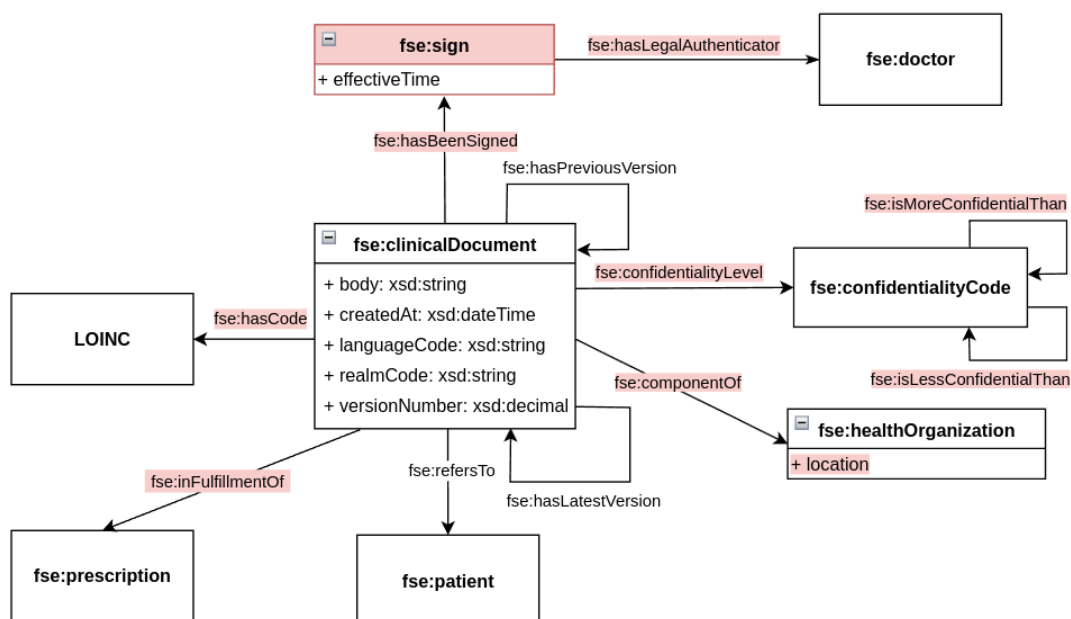 fse:sign
+ effectiveTime
fse:hasLegalAuthenticator
fse:doctor
fse:hasBeenSigned
fse:hasPreviousVersion
fse:isMoreConfidentialThan
fse:clinicalDocument
+ body: xsd:string
+ createdAt: xsd:dateTime
+ languageCode: xsd:string
+ realmCode: xsd:string
+ versionNumber: xsd:decimal
fse:confidentialityLevel
fse:confidentialityCode
fse:hasCode
LOINC
fse:isLessConfidentialThan
fse:componentOf
fse:healthOrganization
+ location
fse:inFulfillmentOf
fse:refersTo
fse:hasLatestVersion
fse:prescription
fse:patient